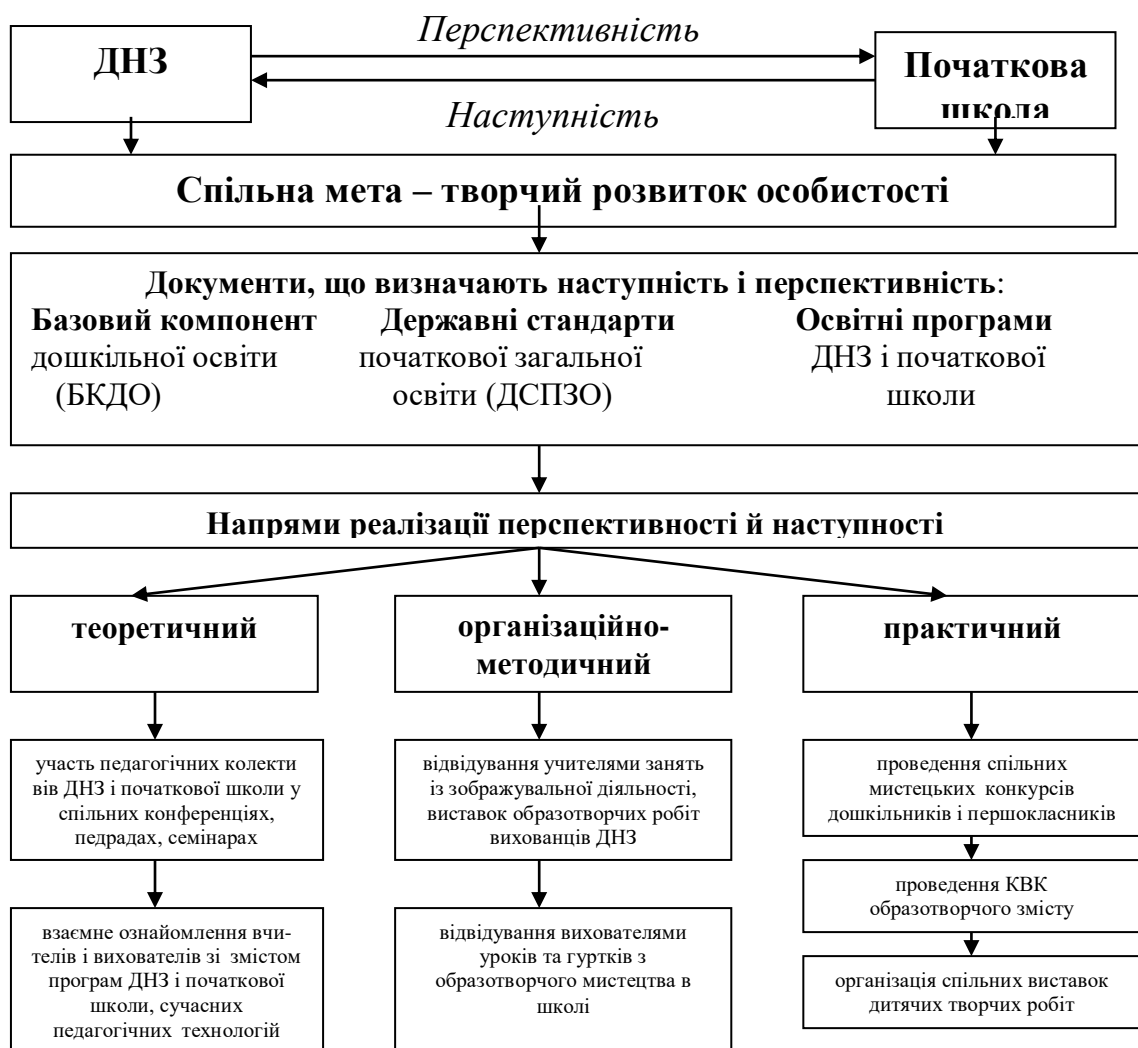 Перспективність
ДНЗ
Початкова
школа
Наступність
Спільна мета – творчий розвиток особистості
Документи, що визначають наступність і перспективність:
Базовий компонент
дошкільної освіти
(БКДО)
Державні стандарти
початкової загальної
освіти (ДСПЗО)
Освітні програми
ДНЗ і початкової
школи
Напрями реалізації перспективності й наступності
теоретичний
участь педагогічних колекти
вів ДНЗ і початкової школи у
спільних конференціях,
педрадах, семінарах
взаємне ознайомлення вчи-
телів і вихователів зі змістом
програм ДНЗ і початкової
школи, сучасних
педагогічних технологій
організаційно-
методичний
відвідування учителями занять
із зображувальної діяльності,
виставок образотворчих робіт
вихованців ДНЗ
відвідування вихователями
уроків та гуртків з
образотворчого мистецтва в
школі
практичний
проведення спільних
мистецьких конкурсів
дошкільників і першокласників
проведення КВК
образотворчого змісту
організація спільних виставок
дитячих творчих робіт